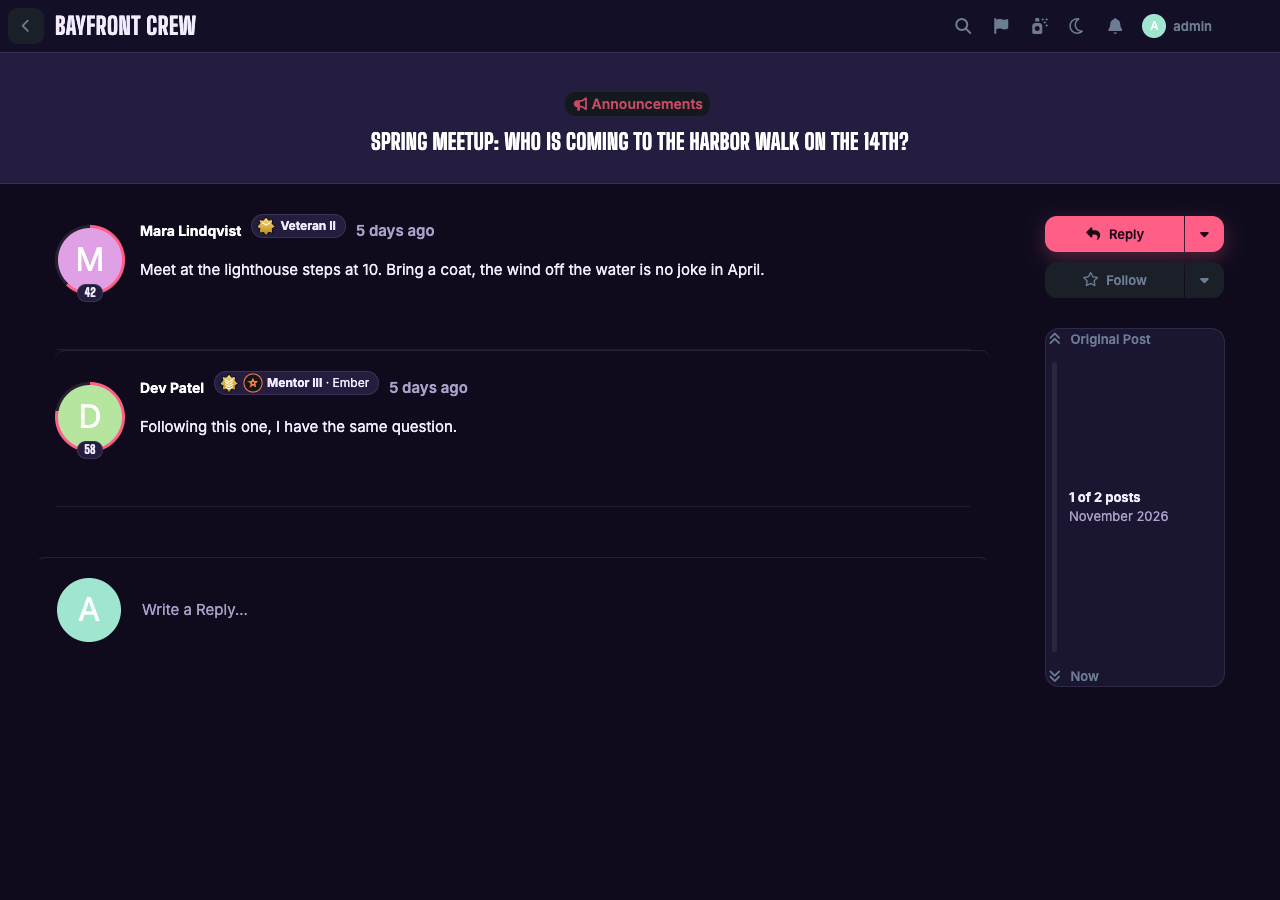 BAYFRONT CREW
A admin
Announcements
SPRING MEETUP: WHO IS COMING TO THE HARBOR WALK ON THE 14TH?
M
42
Mara Lindqvist Veteran II 5 days ago
Meet at the lighthouse steps at 10. Bring a coat, the wind off the water is no joke in April.
D
58
Dev Patel Mentor III · Ember 5 days ago
Following this one, I have the same question.
A
Write a Reply...
Reply
Follow
Original Post
1 of 2 posts
November 2026
Now